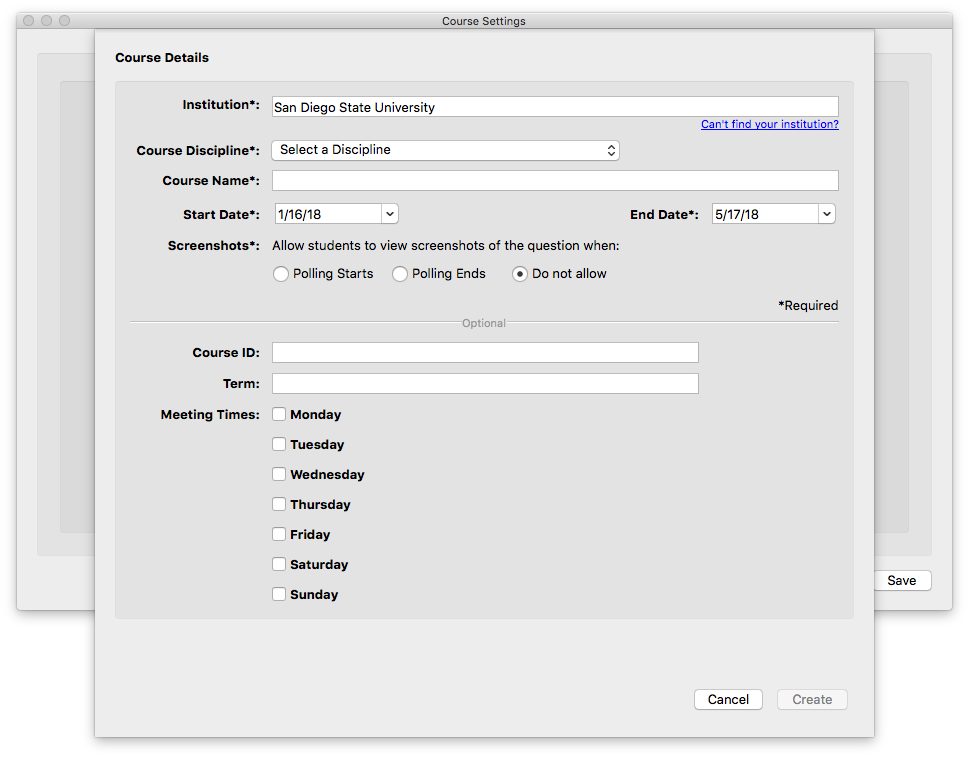 Course Settings
Course Details
Institution*: San Diego State University
Can't find your institution?
Course Discipline*: Select a Discipline
Course Name*:
Start Date*: 1/16/18 End Date*: 5/17/18
Screenshots*: Allow students to view screenshots of the question when:
Polling Starts Polling Ends Do not allow
*Required
Optional
Course ID:
Term:
Meeting Times: Monday
Tuesday
Wednesday
Thursday
Friday
Saturday
Sunday
Save
Cancel Create